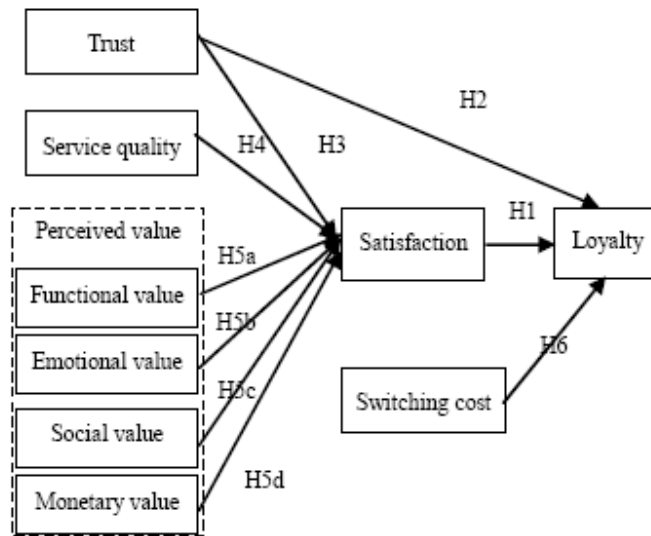 Trust
H2
Service quality
H4
H3
Perceived value
H5a
Satisfaction
H1
Loyalty
Functional value
H5b
Emotional value
H6
H5c
Switching cost
Social value
H5d
Monetary value